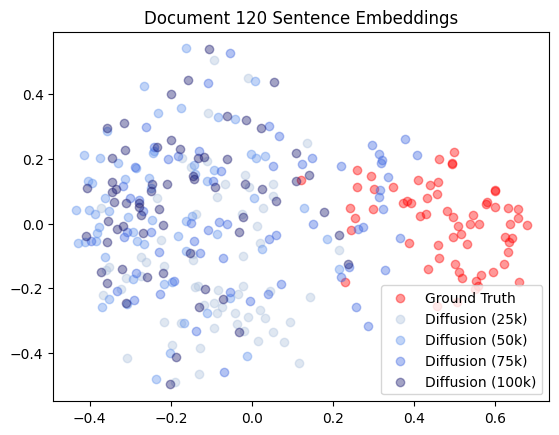 Document 120 Sentence Embeddings
0.4
0.2
0.0
−0.2
−0.4
Ground Truth
Diffusion (25k)
Diffusion (50k)
Diffusion (75k)
Diffusion (100k)
−0.4 −0.2 0.0 0.2 0.4 0.6